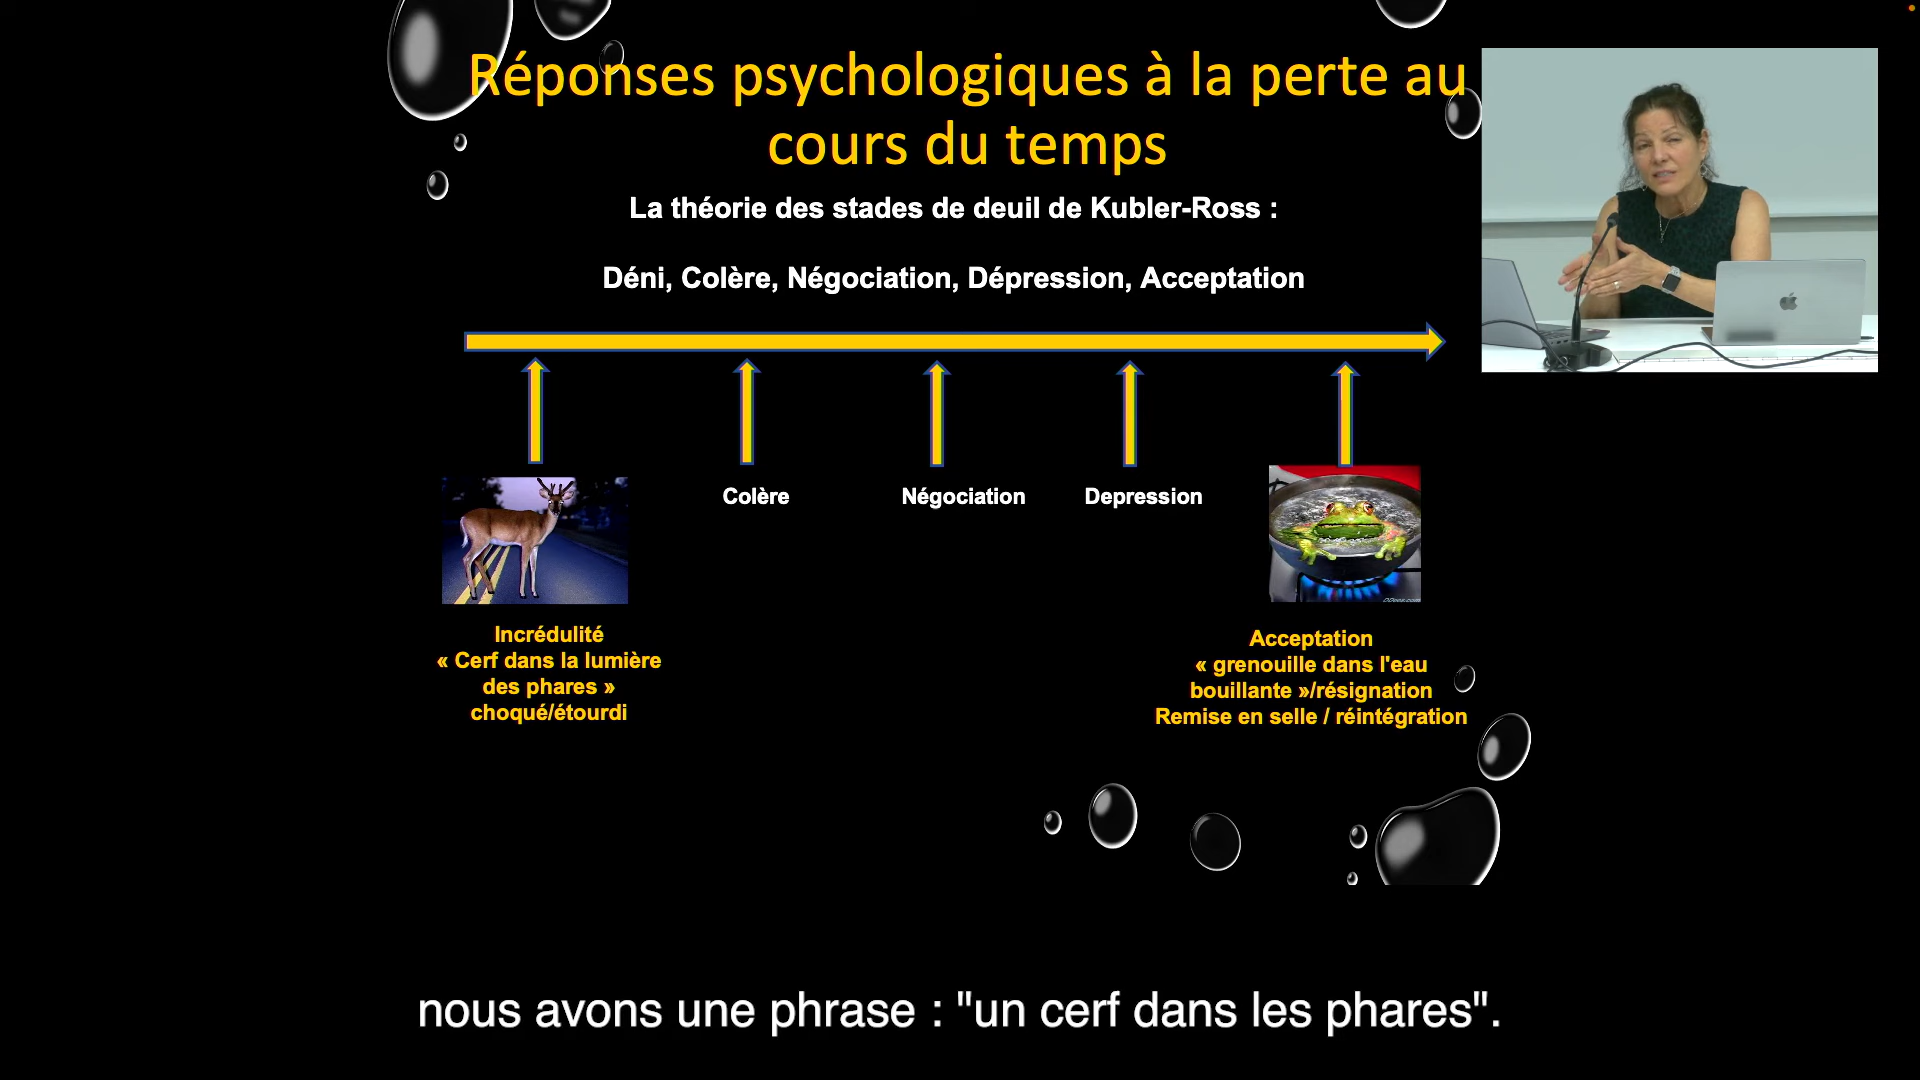 Réponses psychologiques à la perte au
cours du temps
La théorie des stades de deuil de Kubler-Ross :
Déni, Colère, Négociation, Dépression, Acceptation
Colère
Négociation
Depression
Incrédulité
« Cerf dans la lumière
des phares »
choqué/étourdi
Acceptation
« grenouille dans l'eau
bouillante »/résignation
Remise en selle / réintégration
nous avons une phrase : "un cerf dans les phares".